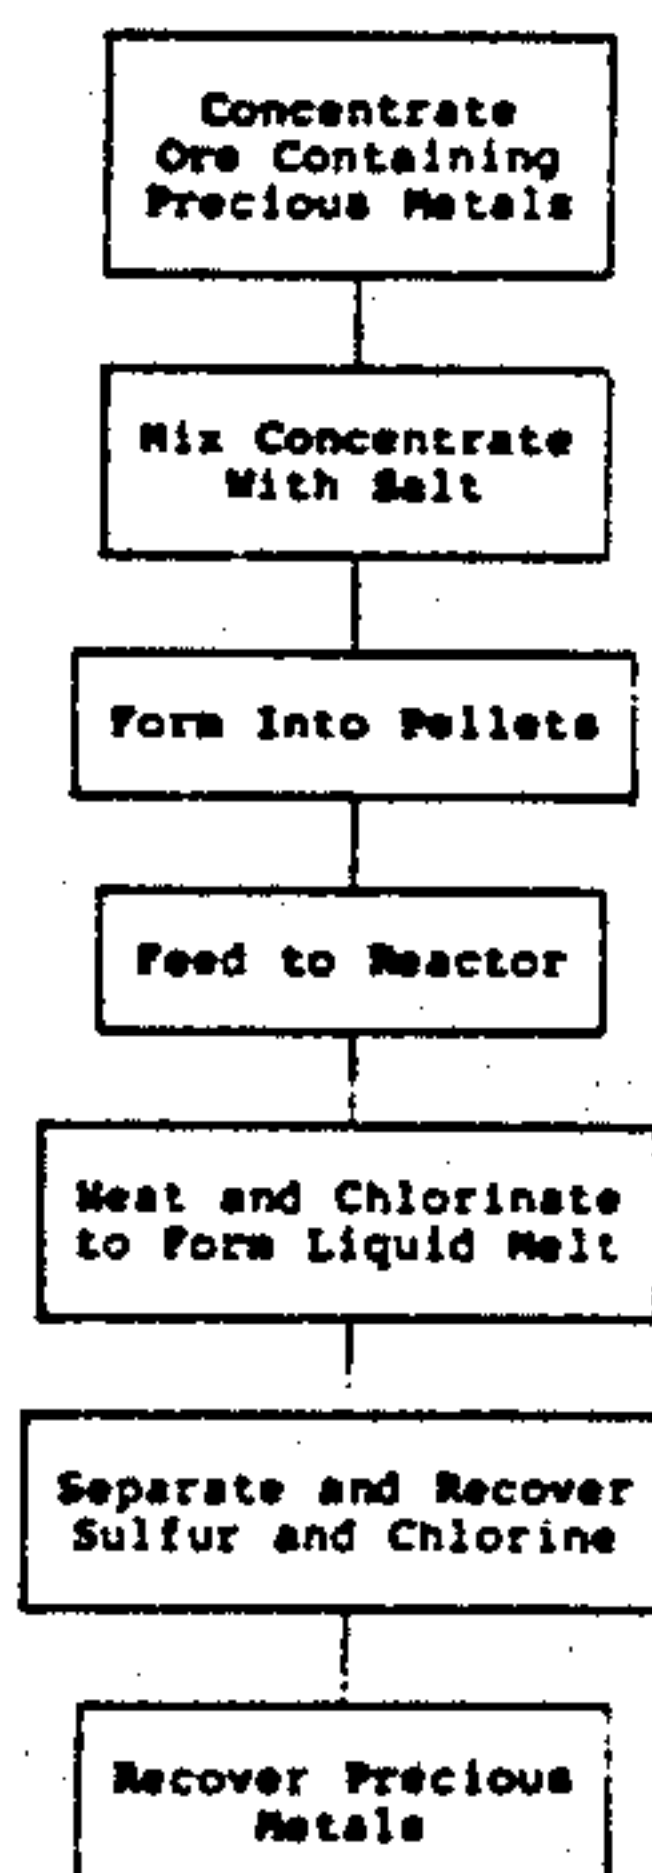 Concentrate
Ore Containing
Precious Metals
Mix Concentrate
With Salt
Form Into Pellets
Feed to Reactor
Heat and Chlorinate
to Form Liquid Melt
Separate and Recover
Sulfur and Chlorine
Recover Precious
Metals